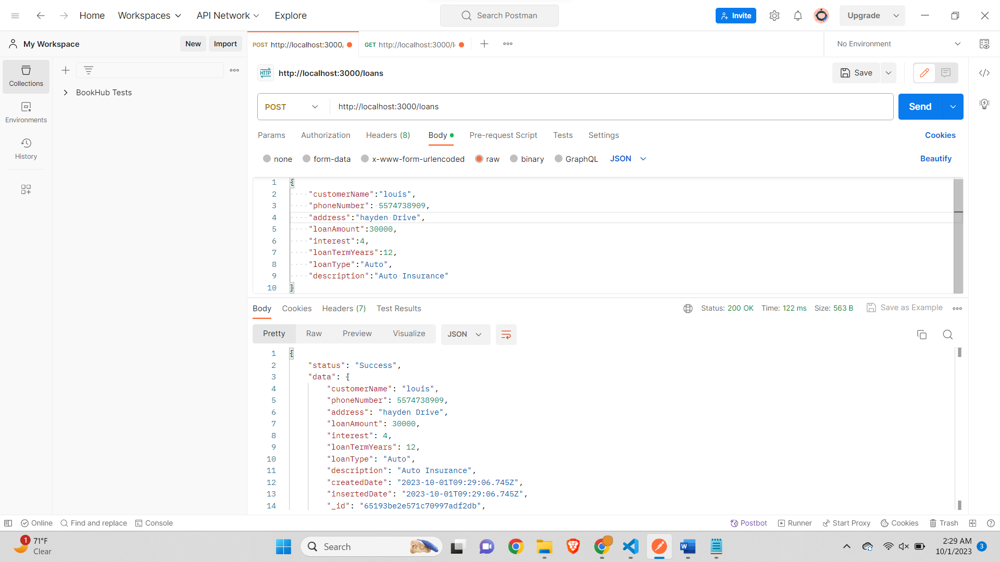 Home Workspaces API Network Explore Search Postman Invite Upgrade
My Workspace New Import POST http://localhost:3000/ GET http://localhost:3000/l No Environment
Collections
Environments
History
BookHub Tests
HTTP http://localhost:3000/loans Save
POST http://localhost:3000/loans Send
Params Authorization Headers (8) Body Pre-request Script Tests Settings Cookies
none form-data x-www-form-urlencoded raw binary GraphQL JSON Beautify
1 {
2 "customerName":"louis",
3 "phoneNumber": 5574738909,
4 "address":"hayden Drive",
5 "loanAmount":30000,
6 "interest":4,
7 "loanTermYears":12,
8 "loanType":"Auto",
9 "description":"Auto Insurance"
10 }
Body Cookies Headers (7) Test Results Status: 200 OK Time: 122 ms Size: 563 B Save as Example
Pretty Raw Preview Visualize JSON
1 {
2 "status": "Success",
3 "data": {
4 "customerName": "louis",
5 "phoneNumber": 5574738909,
6 "address": "hayden Drive",
7 "loanAmount": 30000,
8 "interest": 4,
9 "loanTermYears": 12,
10 "loanType": "Auto",
11 "description": "Auto Insurance",
12 "createdDate": "2023-10-01T09:29:06.745Z",
13 "insertedDate": "2023-10-01T09:29:06.745Z",
14 "_id": "65193be2e571c70997adf2db",
Online Find and replace Console Postbot Runner Start Proxy Cookies Trash
1 71°F
Clear
Search
W
2:29 AM
10/1/2023
3